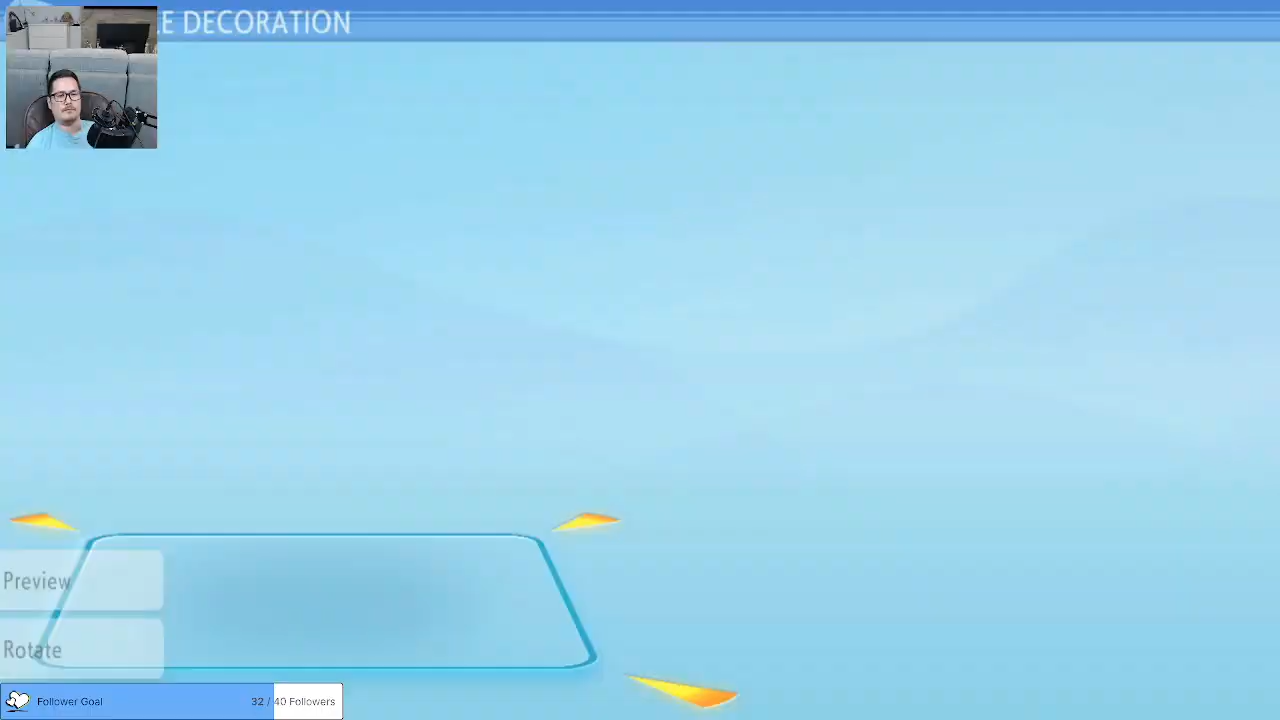 E DECORATION
Preview
Rotate
Follower Goal
32 / 40 Followers